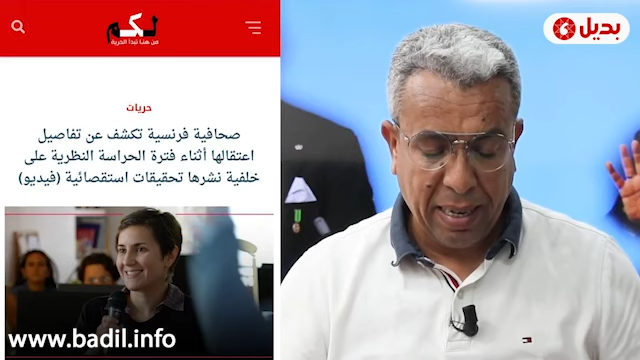 لكم
من هنا تبدأ الحرية
بديل
حريات
صحافية فرنسية تكشف عن تفاصيل
اعتقالها أثناء فترة الحراسة النظرية على
خلفية نشرها تحقيقات استقصائية (فيديو)
www.badil.info